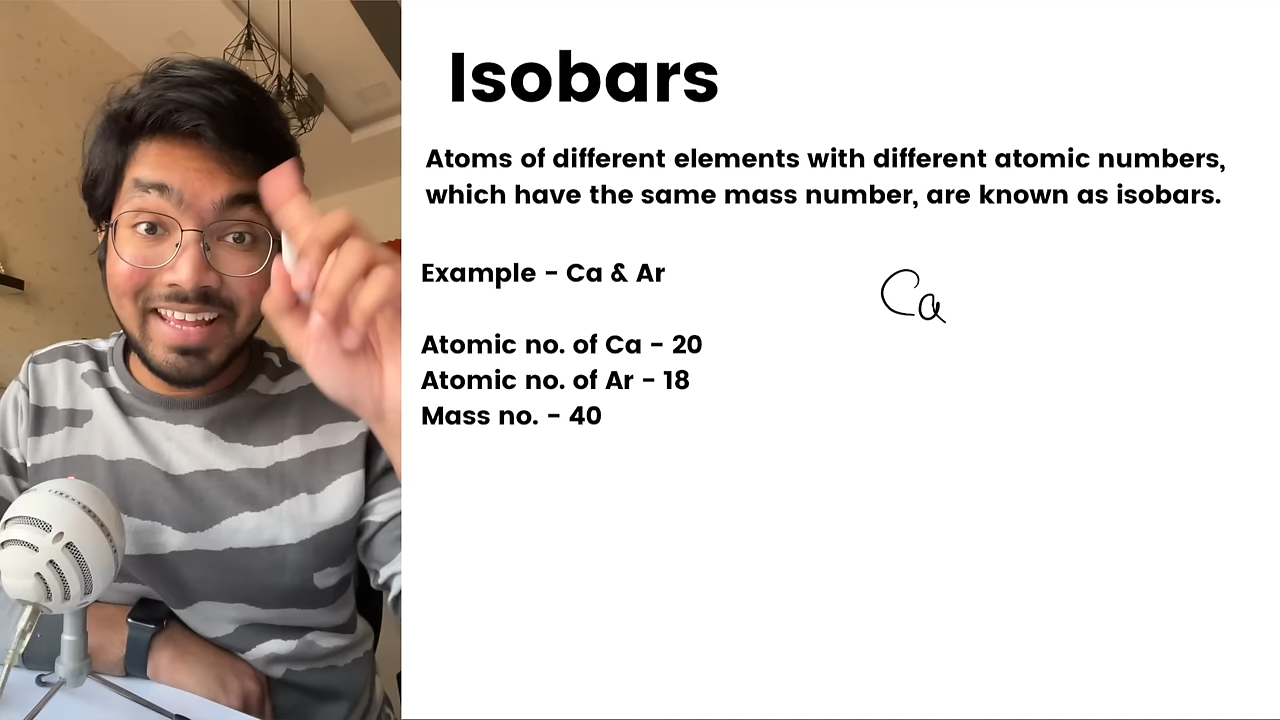 Isobars
Atoms of different elements with different atomic numbers,
which have the same mass number, are known as isobars.
Example - Ca & Ar
Ca
Atomic no. of Ca - 20
Atomic no. of Ar - 18
Mass no. - 40